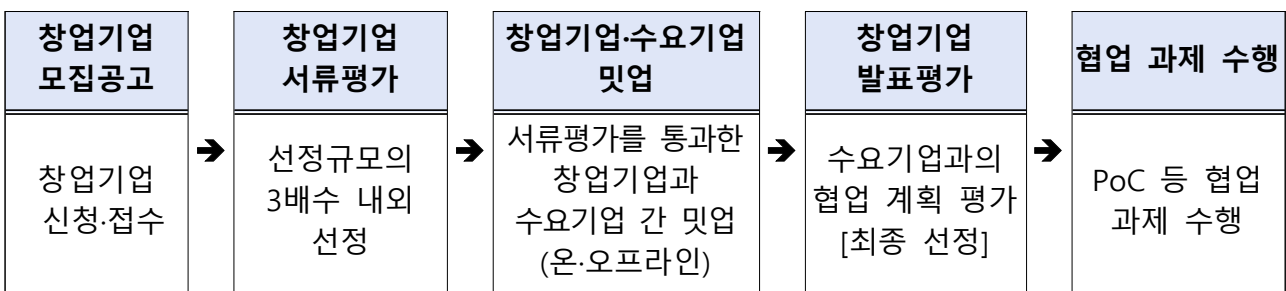 창업기업
모집공고
창업기업
신청·접수
➔
창업기업
서류평가
선정규모의
3배수 내외
선정
➔
창업기업·수요기업
밋업
서류평가를 통과한
창업기업과
수요기업 간 밋업
(온·오프라인)
➔
창업기업
발표평가
수요기업과의
협업 계획 평가
[최종 선정]
➔
협업 과제 수행
PoC 등 협업
과제 수행